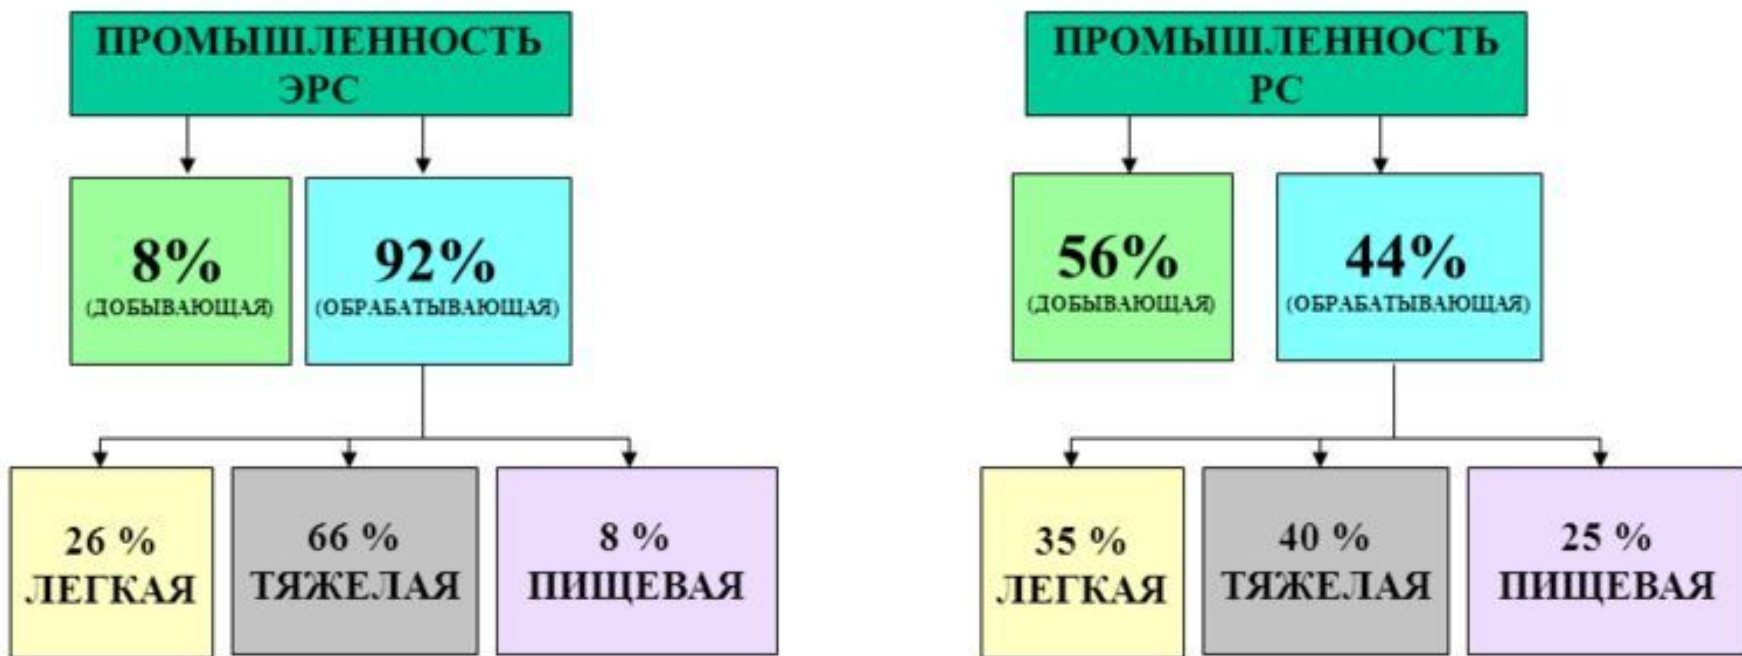 ПРОМЫШЛЕННОСТЬ
ЭРС
8%
(ДОБЫВАЮЩАЯ)
92%
(ОБРАБАТЫВАЮЩАЯ)
26 %
ЛЕГКАЯ
66 %
ТЯЖЕЛАЯ
8 %
ПИЩЕВАЯ
ПРОМЫШЛЕННОСТЬ
РС
56%
(ДОБЫВАЮЩАЯ)
44%
(ОБРАБАТЫВАЮЩАЯ)
35 %
ЛЕГКАЯ
40 %
ТЯЖЕЛАЯ
25 %
ПИЩЕВАЯ